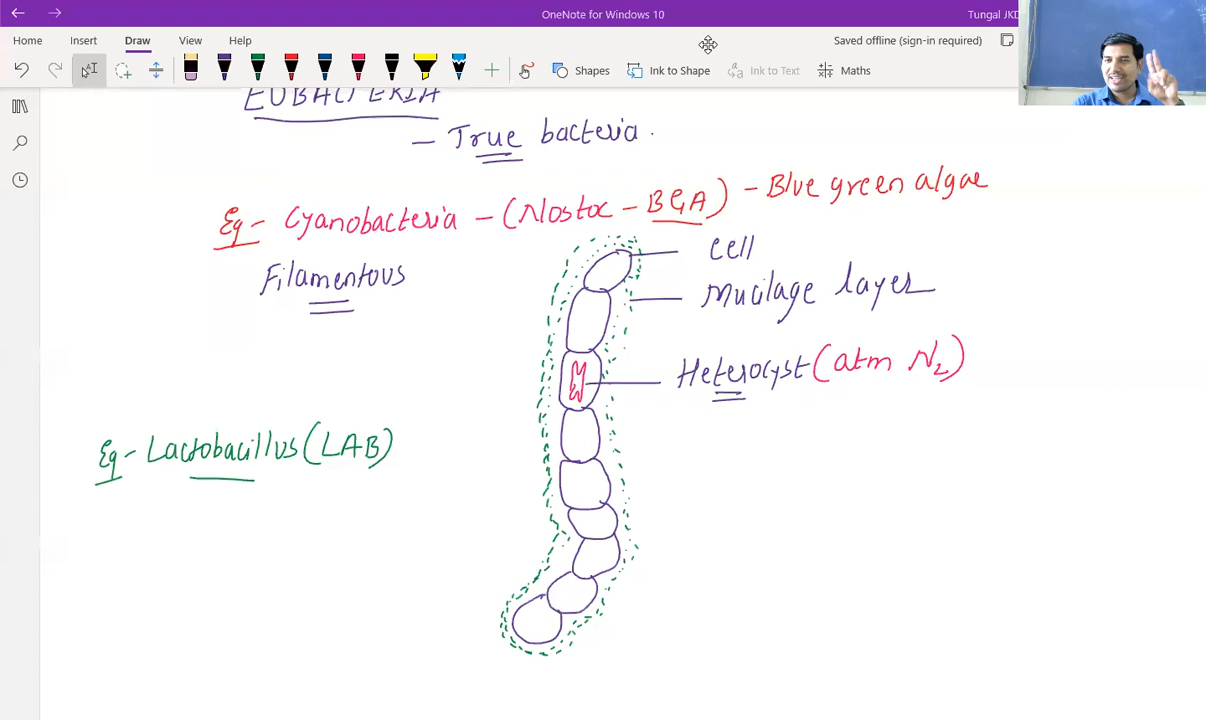 OneNote for Windows 10
Tungal JKD
Home Insert Draw View Help
Saved offline (sign-in required)
Shapes Ink to Shape Ink to Text Maths
EUBACTERIA
– True bacteria.
Eg – Cyanobacteria – (Nostoc – BGA) – Blue green algae
Filamentous
Cell
Mucilage layer
Heterocyst (atm N2)
Eg – Lactobacillus (LAB)